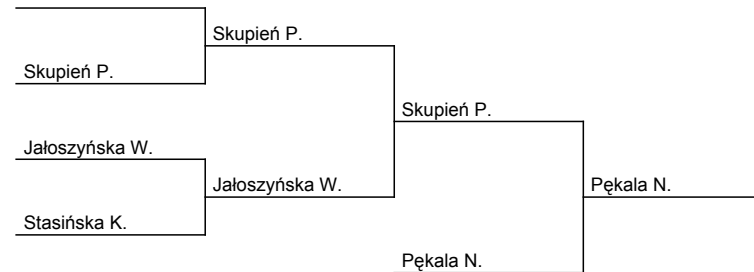 Skupień P.
Skupień P.
Skupień P.
Jałoszyńska W.
Jałoszyńska W.
Pękala N.
Stasińska K.
Pękala N.